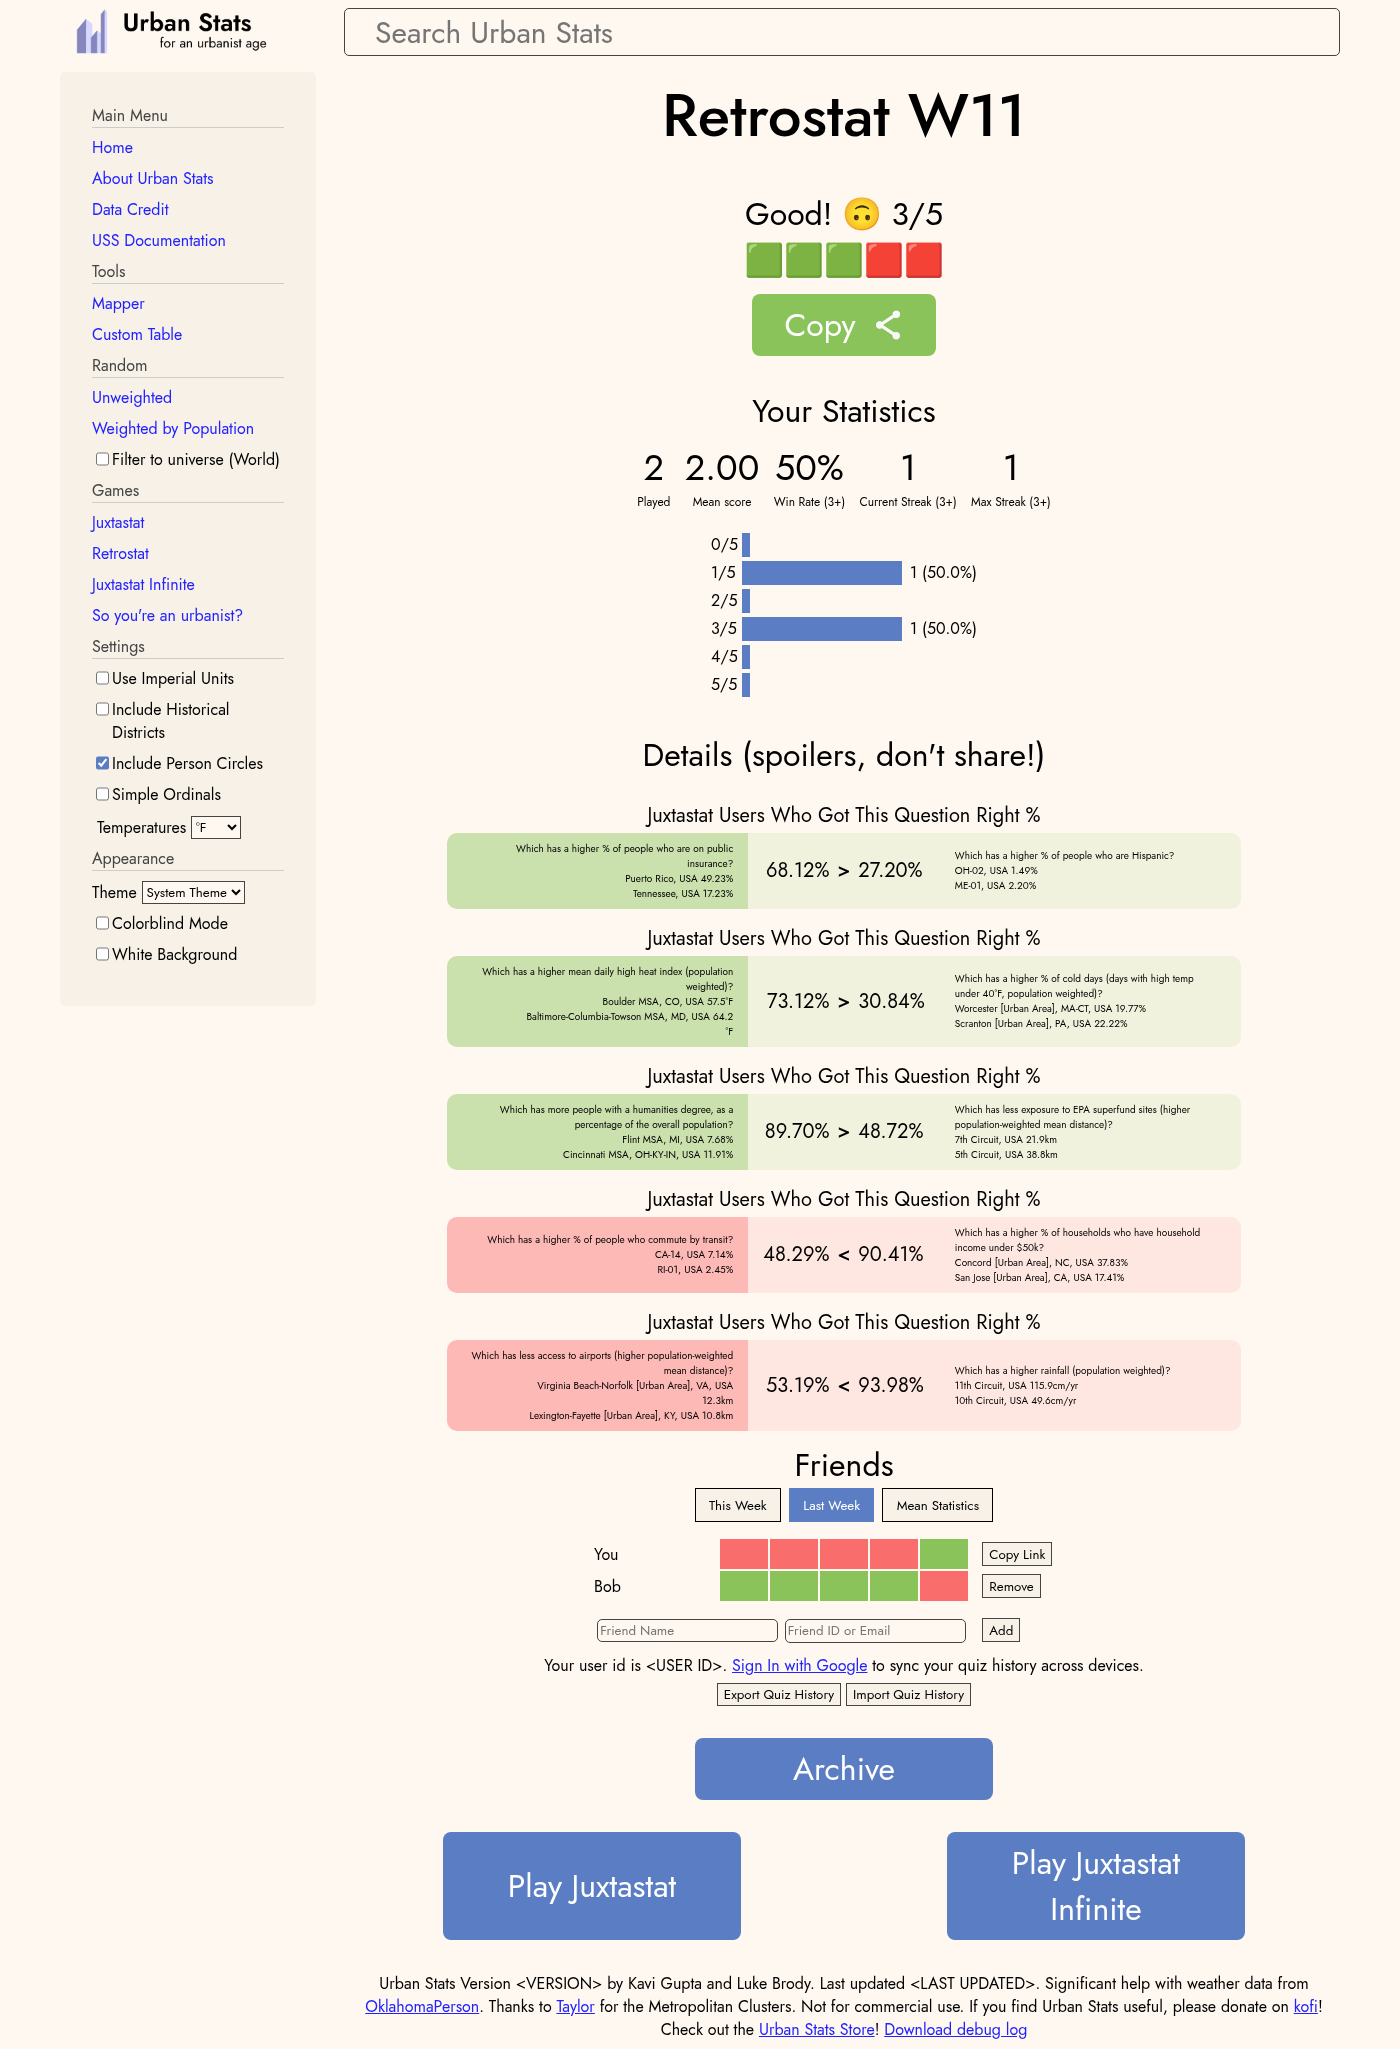 Urban Stats
for an urbanist age
Search Urban Stats
Main Menu
Home
About Urban Stats
Data Credit
USS Documentation
Tools
Mapper
Custom Table
Random
Unweighted
Weighted by Population
Filter to universe (World)
Games
Juxtastat
Retrostat
Juxtastat Infinite
So you're an urbanist?
Settings
Use Imperial Units
Include Historical
Districts
Include Person Circles
Simple Ordinals
Temperatures °F
Appearance
Theme System Theme
Colorblind Mode
White Background
Retrostat W11
Good! 🙃 3/5
🟩🟩🟩🟥🟥
Copy
Your Statistics
2 2.00 50% 1 1
Played Mean score Win Rate (3+) Current Streak (3+) Max Streak (3+)
0/5
1/5 1 (50.0%)
2/5
3/5 1 (50.0%)
4/5
5/5
Details (spoilers, don't share!)
Juxtastat Users Who Got This Question Right %
Which has a higher % of people who are on public
insurance?
Puerto Rico, USA 49.23%
Tennessee, USA 17.23%
68.12% > 27.20%
Which has a higher % of people who are Hispanic?
OH-02, USA 1.49%
ME-01, USA 2.20%
Juxtastat Users Who Got This Question Right %
Which has a higher mean daily high heat index (population
weighted)?
Boulder MSA, CO, USA 57.5°F
Baltimore-Columbia-Towson MSA, MD, USA 64.2
°F
73.12% > 30.84%
Which has a higher % of cold days (days with high temp
under 40°F, population weighted)?
Worcester [Urban Area], MA-CT, USA 19.77%
Scranton [Urban Area], PA, USA 22.22%
Juxtastat Users Who Got This Question Right %
Which has more people with a humanities degree, as a
percentage of the overall population?
Flint MSA, MI, USA 7.68%
Cincinnati MSA, OH-KY-IN, USA 11.91%
89.70% > 48.72%
Which has less exposure to EPA superfund sites (higher
population-weighted mean distance)?
7th Circuit, USA 21.9km
5th Circuit, USA 38.8km
Juxtastat Users Who Got This Question Right %
Which has a higher % of people who commute by transit?
CA-14, USA 7.14%
RI-01, USA 2.45%
48.29% < 90.41%
Which has a higher % of households who have household
income under $50k?
Concord [Urban Area], NC, USA 37.83%
San Jose [Urban Area], CA, USA 17.41%
Juxtastat Users Who Got This Question Right %
Which has less access to airports (higher population-weighted
mean distance)?
Virginia Beach-Norfolk [Urban Area], VA, USA
12.3km
Lexington-Fayette [Urban Area], KY, USA 10.8km
53.19% < 93.98%
Which has a higher rainfall (population weighted)?
11th Circuit, USA 115.9cm/yr
10th Circuit, USA 49.6cm/yr
Friends
This Week Last Week Mean Statistics
You Copy Link
Bob Remove
Friend Name Friend ID or Email Add
Your user id is <USER ID>. Sign In with Google to sync your quiz history across devices.
Export Quiz History Import Quiz History
Archive
Play Juxtastat
Play Juxtastat
Infinite
Urban Stats Version <VERSION> by Kavi Gupta and Luke Brody. Last updated <LAST UPDATED>. Significant help with weather data from
OklahomaPerson. Thanks to Taylor for the Metropolitan Clusters. Not for commercial use. If you find Urban Stats useful, please donate on kofi!
Check out the Urban Stats Store! Download debug log